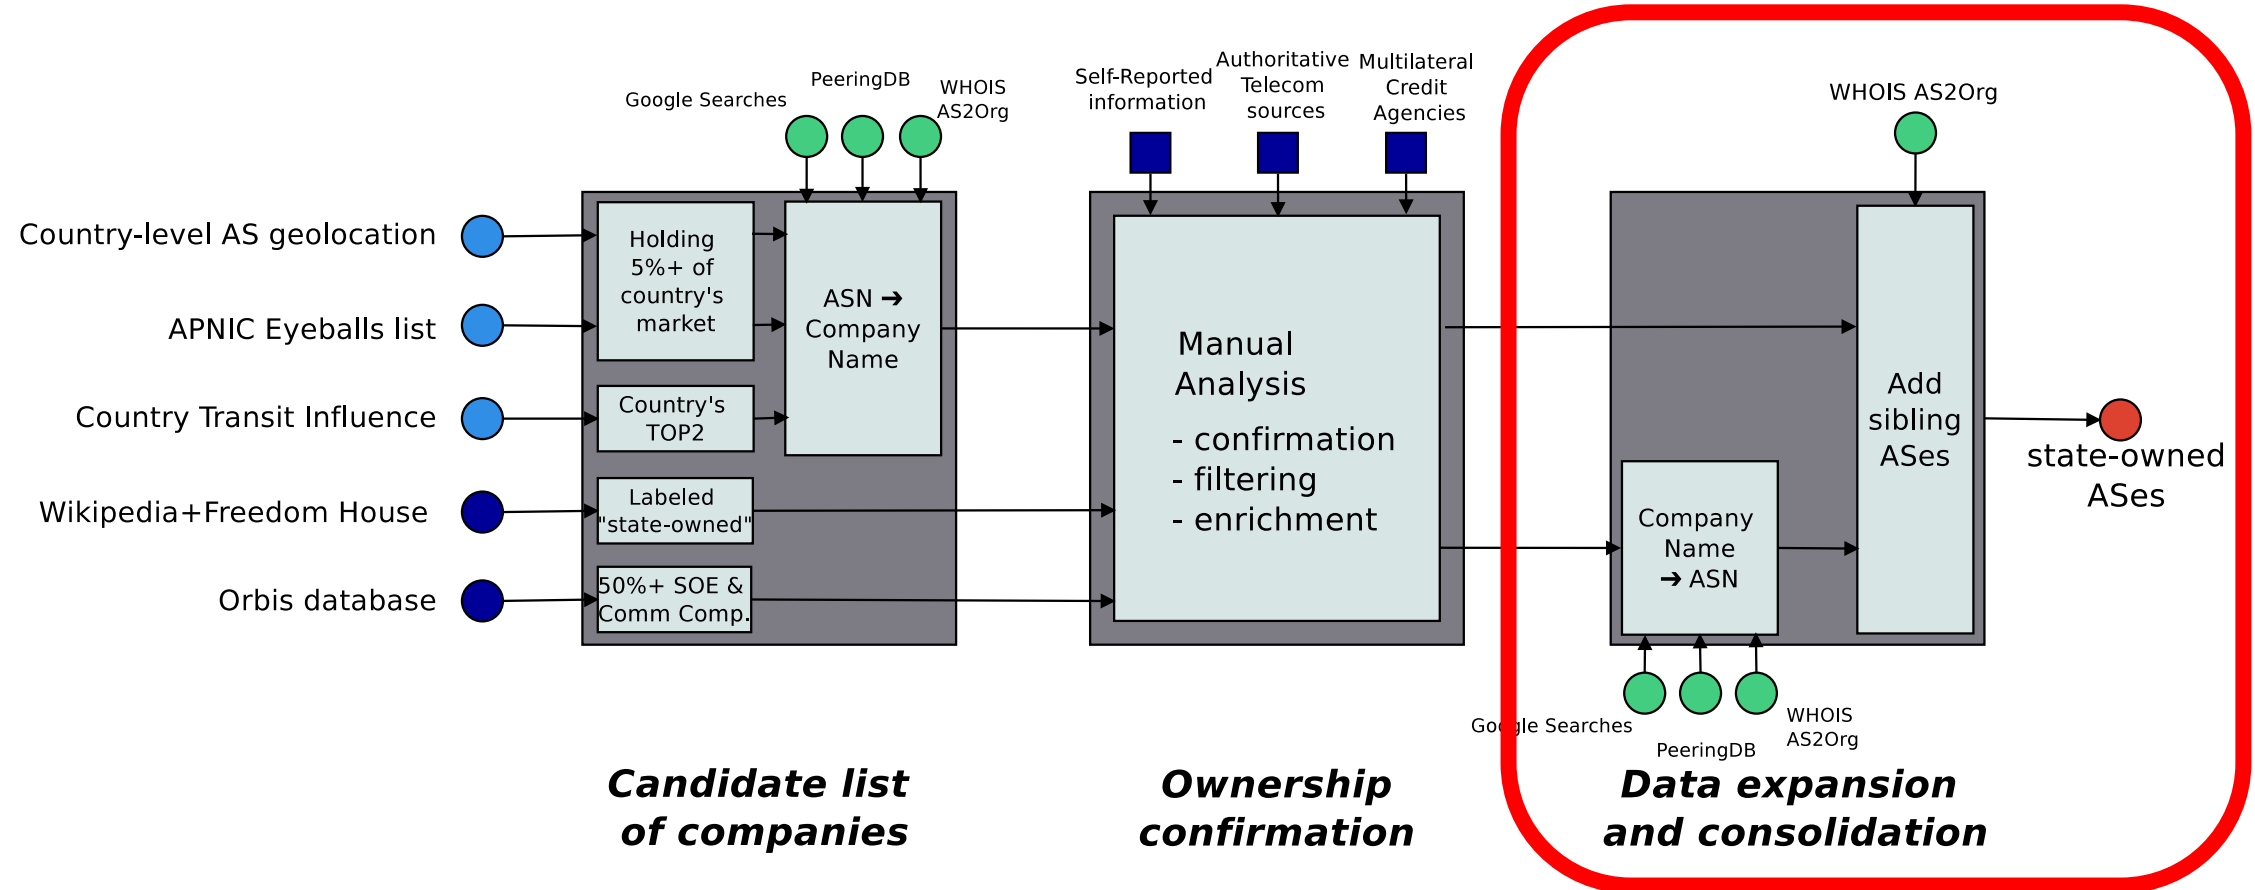 Country-level AS geolocation
APNIC Eyeballs list
Country Transit Influence
Wikipedia+Freedom House
Orbis database
Google Searches
PeeringDB
WHOIS
AS2Org
Holding
5%+ of
country's
market
Country's
TOP2
Labeled
"state-owned"
50%+ SOE &
Comm Comp.
ASN ➔
Company
Name
Candidate list
of companies
Self-Reported
information
Authoritative
Telecom
sources
Multilateral
Credit
Agencies
Manual
Analysis
- confirmation
- filtering
- enrichment
Ownership
confirmation
WHOIS AS2Org
Add
sibling
ASes
Company
Name
➔ ASN
Google Searches
PeeringDB
WHOIS
AS2Org
state-owned
ASes
Data expansion
and consolidation